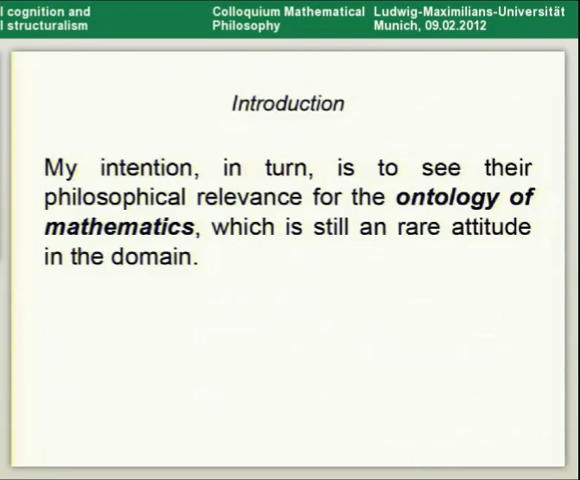 l cognition and
l structuralism
Colloquium Mathematical
Philosophy
Ludwig-Maximilians-Universität
Munich, 09.02.2012
Introduction
My intention, in turn, is to see their
philosophical relevance for the ontology of
mathematics, which is still an rare attitude
in the domain.